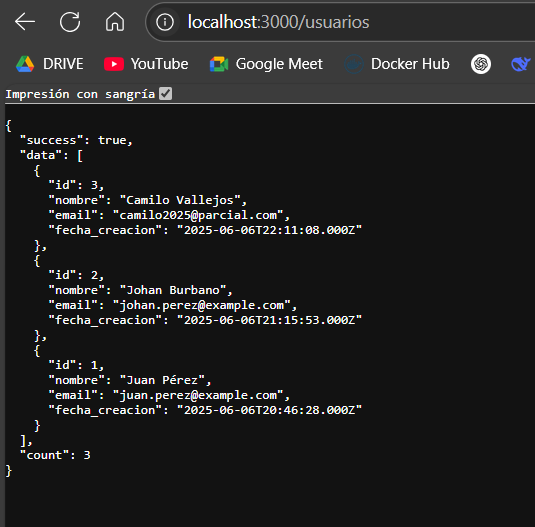 localhost:3000/usuarios
DRIVE YouTube Google Meet Docker Hub
Impresión con sangría
{
  "success": true,
  "data": [
    {
      "id": 3,
      "nombre": "Camilo Vallejos",
      "email": "camilo2025@parcial.com",
      "fecha_creacion": "2025-06-06T22:11:08.000Z"
    },
    {
      "id": 2,
      "nombre": "Johan Burbano",
      "email": "johan.perez@example.com",
      "fecha_creacion": "2025-06-06T21:15:53.000Z"
    },
    {
      "id": 1,
      "nombre": "Juan Pérez",
      "email": "juan.perez@example.com",
      "fecha_creacion": "2025-06-06T20:46:28.000Z"
    }
  ],
  "count": 3
}